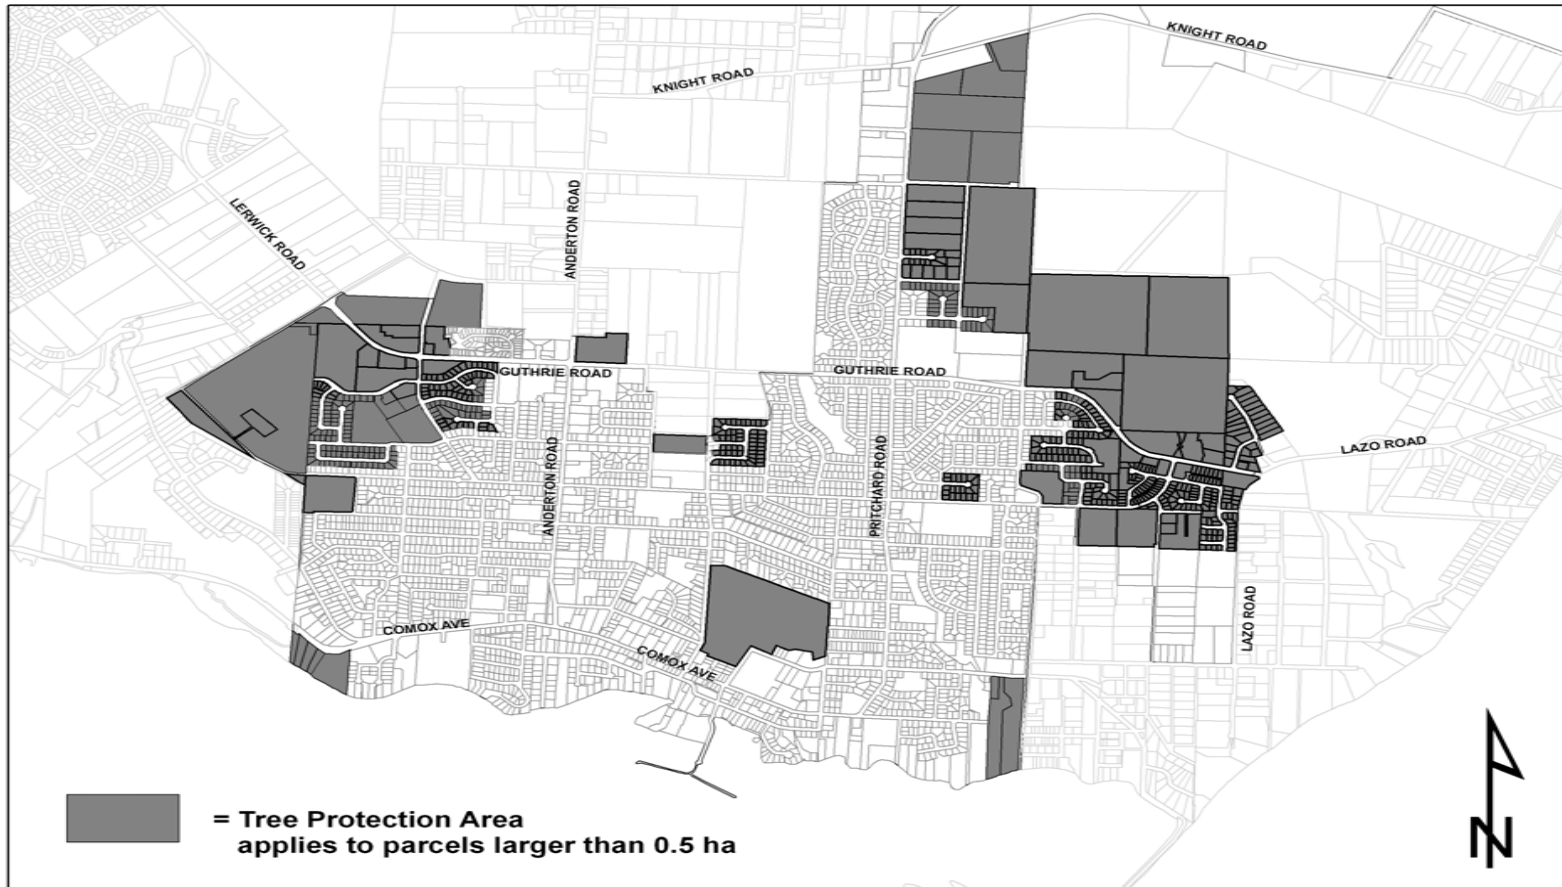 KNIGHT ROAD
KNIGHT ROAD
LERWICK ROAD
ANDERTON ROAD
GUTHRIE ROAD
GUTHRIE ROAD
ANDERTON ROAD
PRITCHARD ROAD
LAZO ROAD
COMOX AVE
COMOX AVE
LAZO ROAD
= Tree Protection Area
applies to parcels larger than 0.5 ha
N